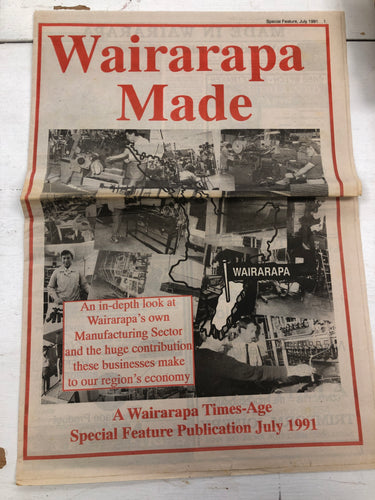 Special Feature, July 1991 1
Wairarapa
Made
WAIRARAPA
An in-depth look at
Wairarapa's own
Manufacturing Sector
and the huge contribution
these businesses make
to our region's economy
A Wairarapa Times-Age
Special Feature Publication July 1991